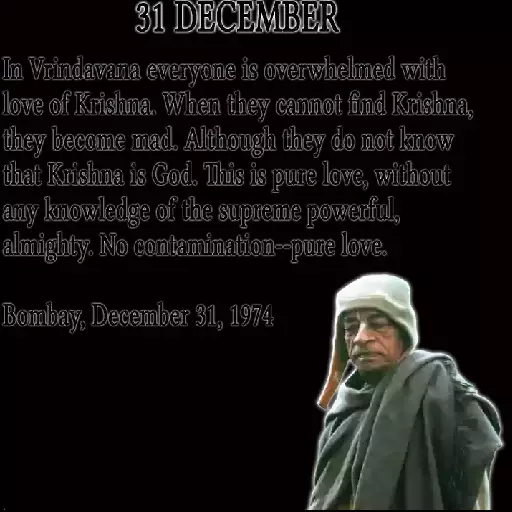 31 DECEMBER
In Vrindavana everyone is overwhelmed with
love of Krishna. When they cannot find Krishna,
they become mad. Although they do not know
that Krishna is God. This is pure love, without
any knowledge of the supreme powerful,
almighty. No contamination--pure love.
Bombay, December 31, 1974